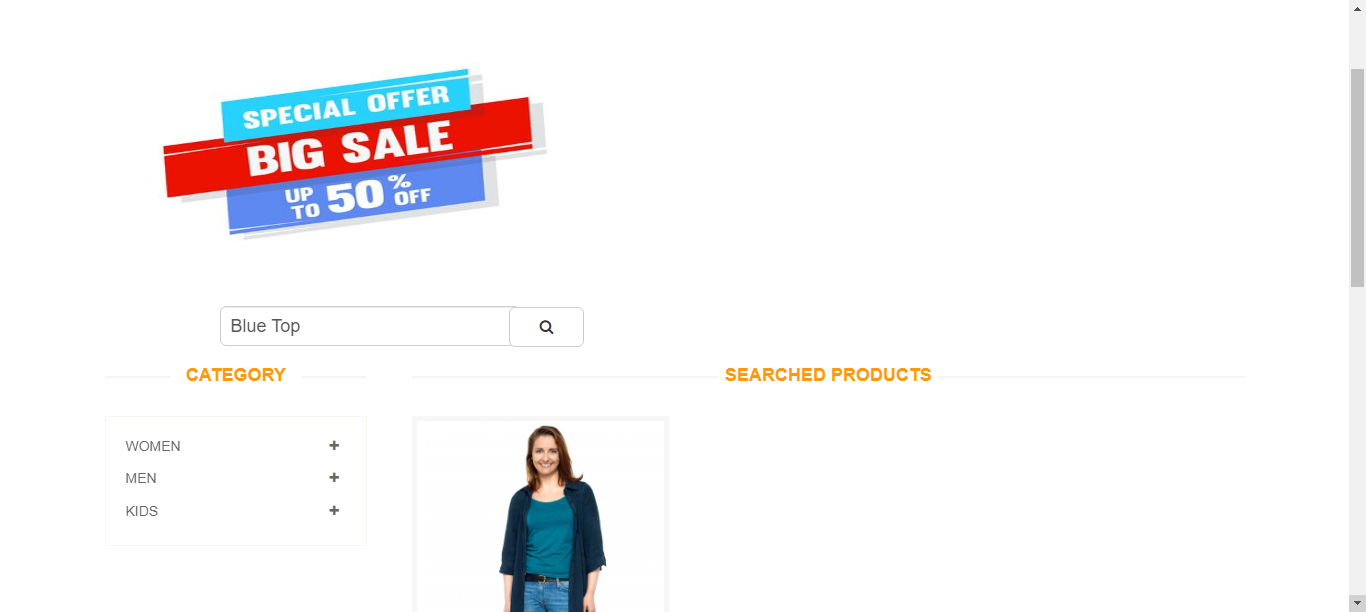 SPECIAL OFFER
BIG SALE
UP TO 50% OFF
Blue Top
CATEGORY
SEARCHED PRODUCTS
WOMEN
MEN
KIDS